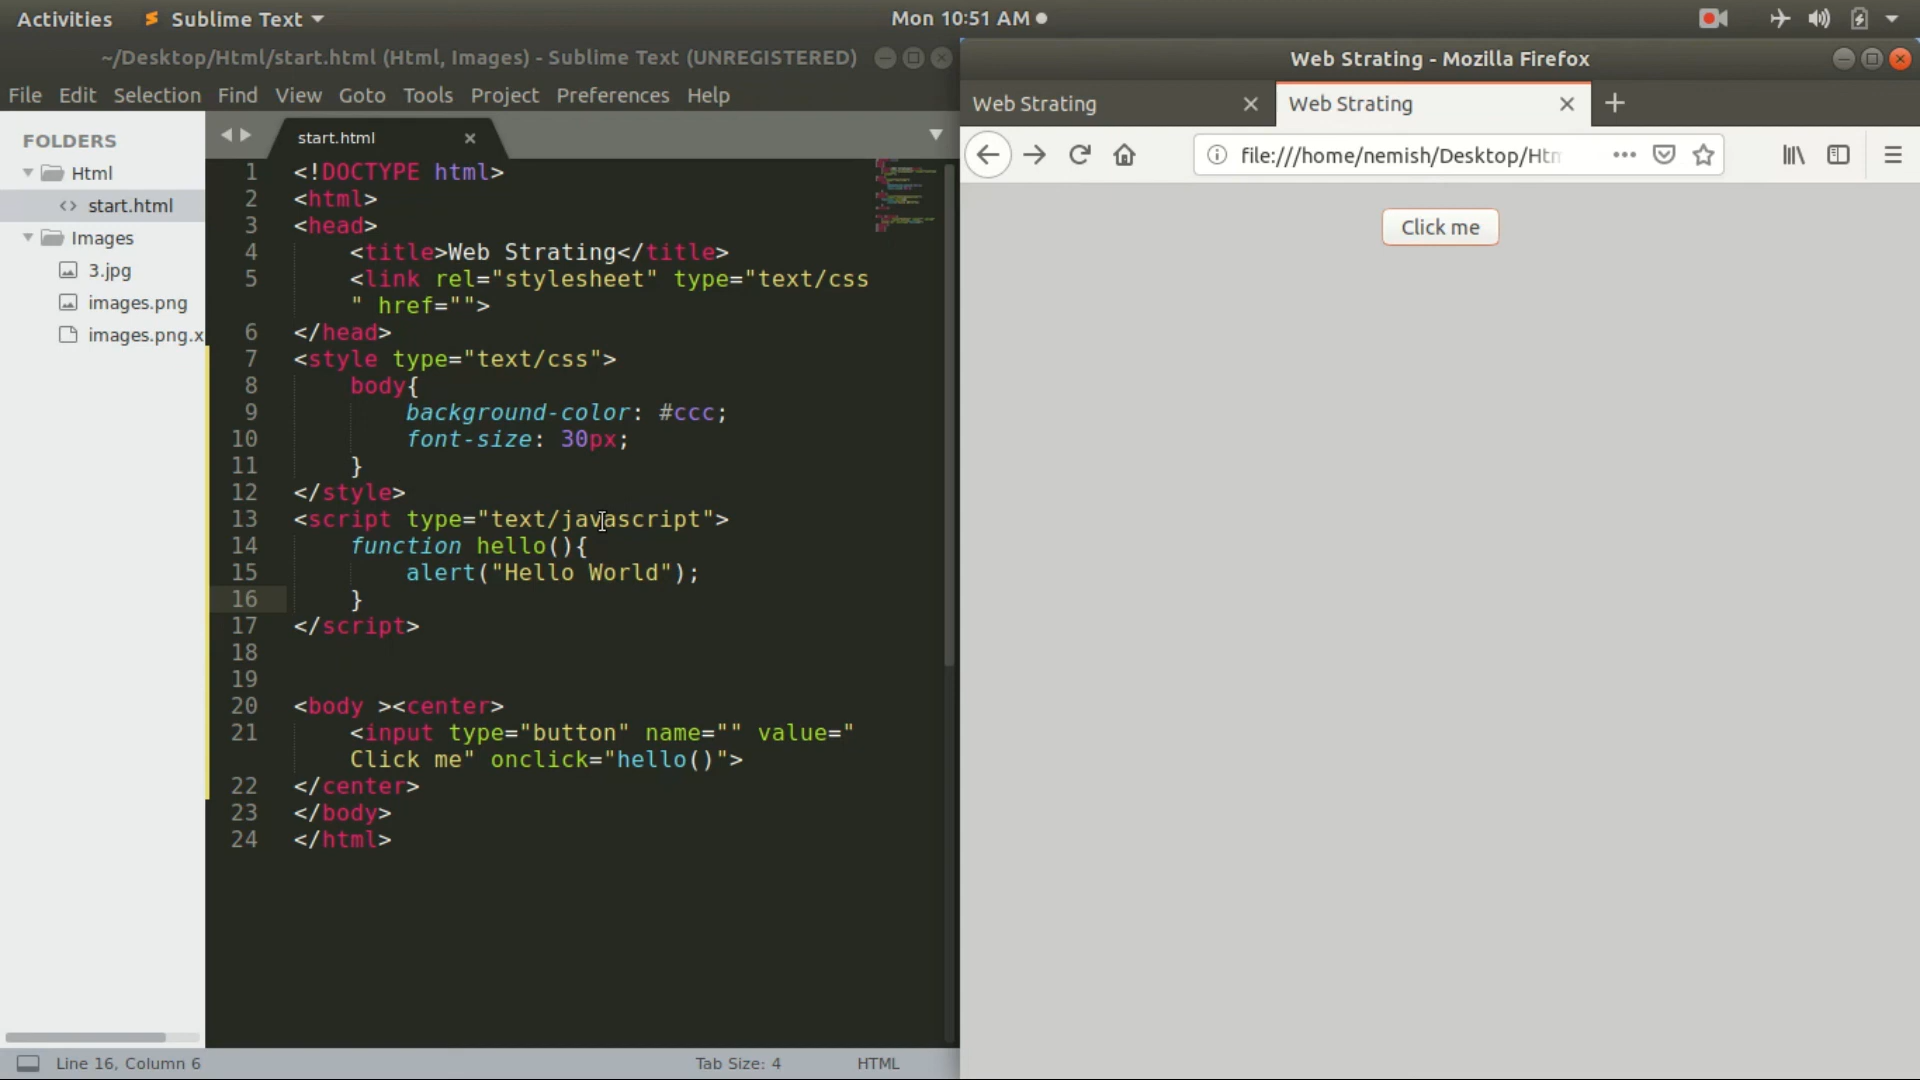 Activities
Sublime Text
Mon 10:51 AM
~/Desktop/Html/start.html (Html, Images) - Sublime Text (UNREGISTERED)
File Edit Selection Find View Goto Tools Project Preferences Help
FOLDERS
Html
start.html
Images
3.jpg
images.png
images.png.x
start.html
1 <!DOCTYPE html>
2 <html>
3 <head>
4 <title>Web Strating</title>
5 <link rel="stylesheet" type="text/css
" href="">
6 </head>
7 <style type="text/css">
8 body{
9 background-color: #ccc;
10 font-size: 30px;
11 }
12 </style>
13 <script type="text/javascript">
14 function hello(){
15 alert("Hello World");
16 }
17 </script>
18
19
20 <body ><center>
21 <input type="button" name="" value="
Click me" onclick="hello()">
22 </center>
23 </body>
24 </html>
Line 16, Column 6
Tab Size: 4
HTML
Web Strating - Mozilla Firefox
Web Strating
Web Strating
file:///home/nemish/Desktop/Htm
Click me